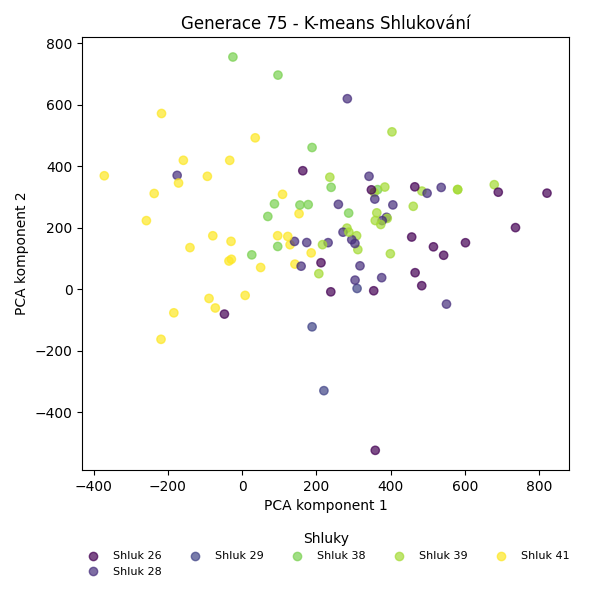 Generace 75 - K-means Shlukování
800
600
400
200
0
−200
−400
PCA komponent 2
−400 −200 0 200 400 600 800
PCA komponent 1
Shluky
Shluk 26 Shluk 29 Shluk 38 Shluk 39 Shluk 41
Shluk 28